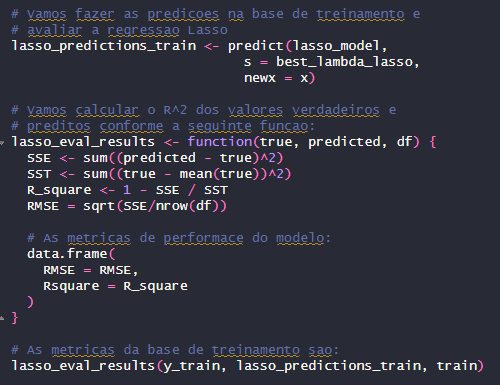 # Vamos fazer as predicoes na base de treinamento e
# avaliar a regressao Lasso
lasso_predictions_train <- predict(lasso_model,
s = best_lambda_lasso,
newx = x)
# Vamos calcular o R^2 dos valores verdadeiros e
# preditos conforme a seguinte funcao:
lasso_eval_results <- function(true, predicted, df) {
SSE <- sum((predicted - true)^2)
SST <- sum((true - mean(true))^2)
R_square <- 1 - SSE / SST
RMSE = sqrt(SSE/nrow(df))
# As metricas de performace do modelo:
data.frame(
RMSE = RMSE,
Rsquare = R_square
)
}
# As metricas da base de treinamento sao:
lasso_eval_results(y_train, lasso_predictions_train, train)